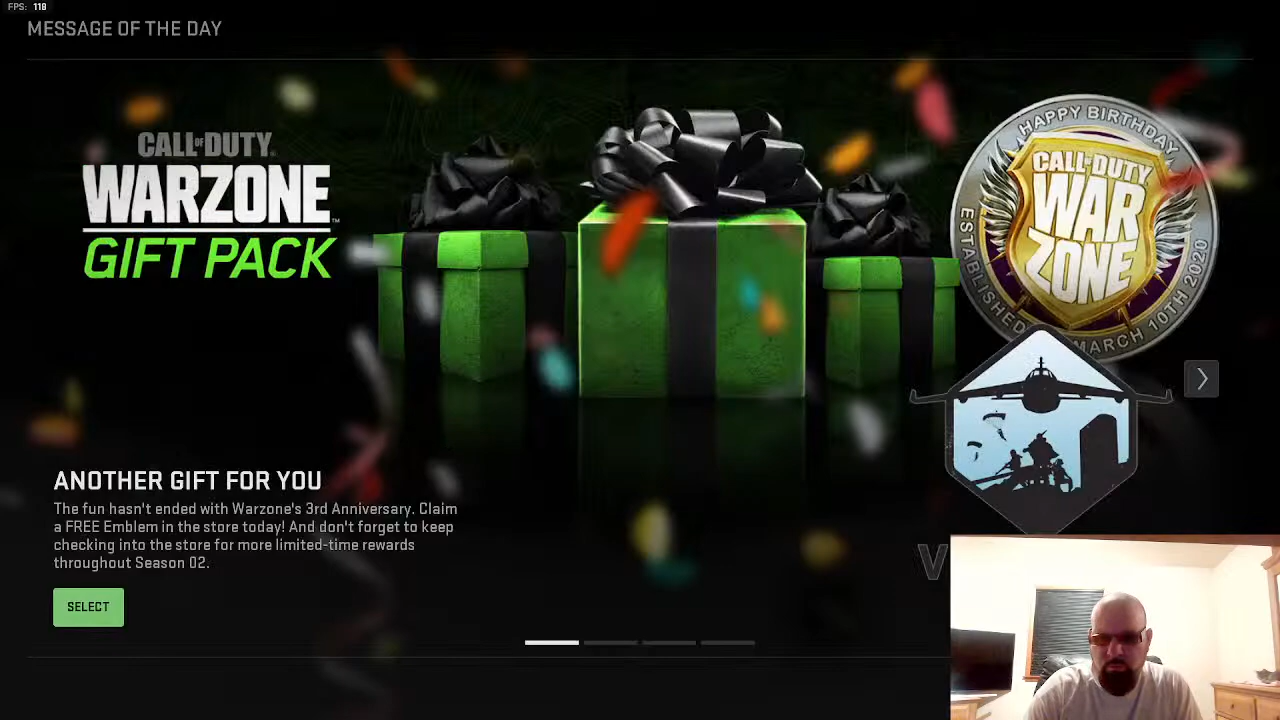 FPS: 118
MESSAGE OF THE DAY
CALL OF DUTY
WARZONE™
GIFT PACK
HAPPY BIRTHDAY
CALL OF DUTY
WAR
ZONE
ESTABLISHED MARCH 10TH 2020
ANOTHER GIFT FOR YOU
The fun hasn't ended with Warzone's 3rd Anniversary. Claim
a FREE Emblem in the store today! And don't forget to keep
checking into the store for more limited-time rewards
throughout Season 02.
V
SELECT